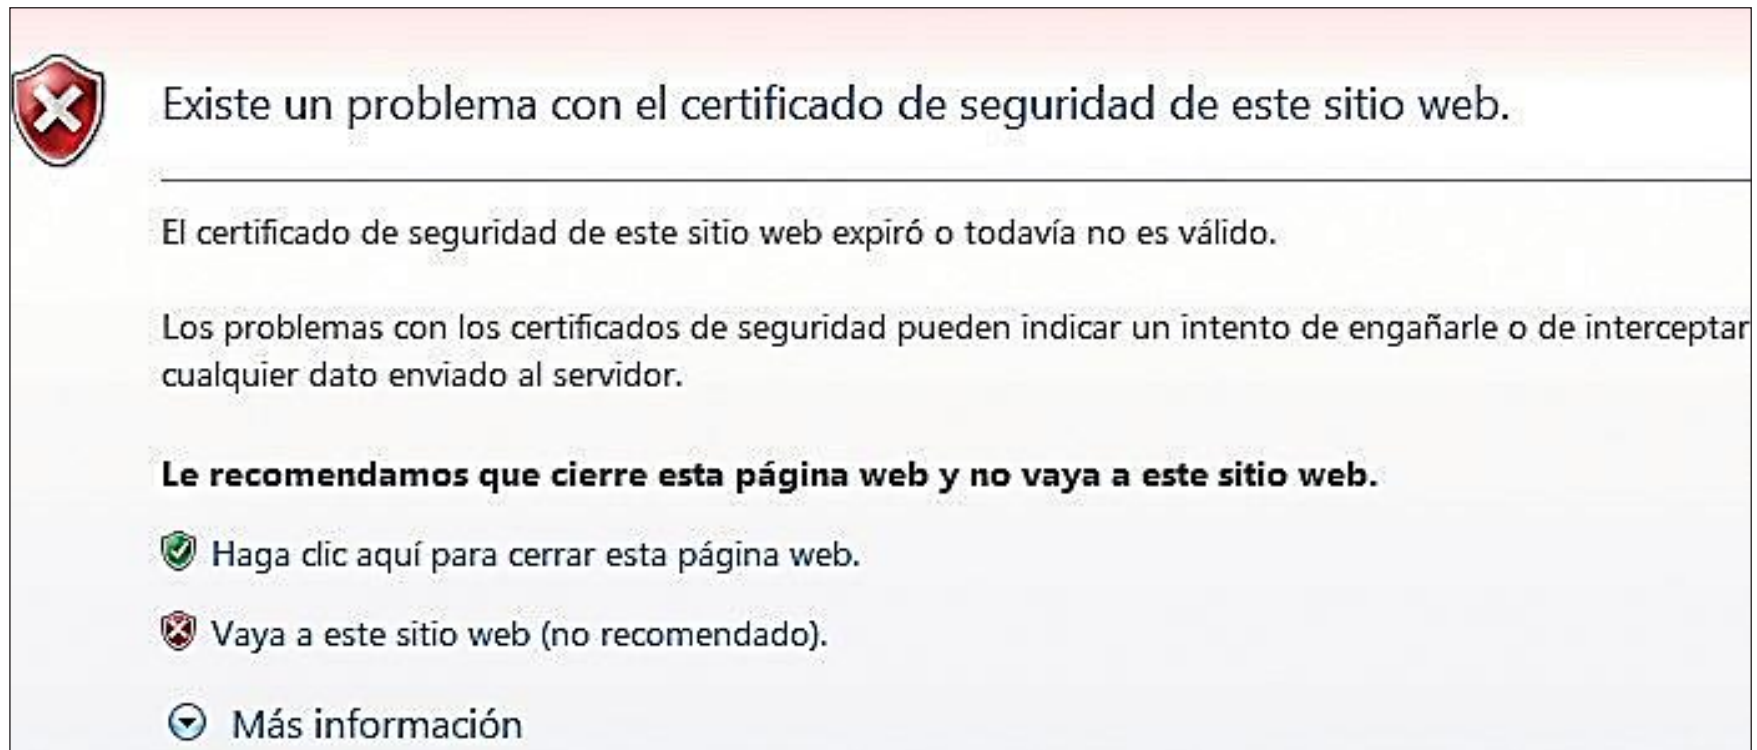 Existe un problema con el certificado de seguridad de este sitio web.
El certificado de seguridad de este sitio web expiró o todavía no es válido.
Los problemas con los certificados de seguridad pueden indicar un intento de engañarle o de interceptar
cualquier dato enviado al servidor.
Le recomendamos que cierre esta página web y no vaya a este sitio web.
Haga clic aquí para cerrar esta página web.
Vaya a este sitio web (no recomendado).
Más información